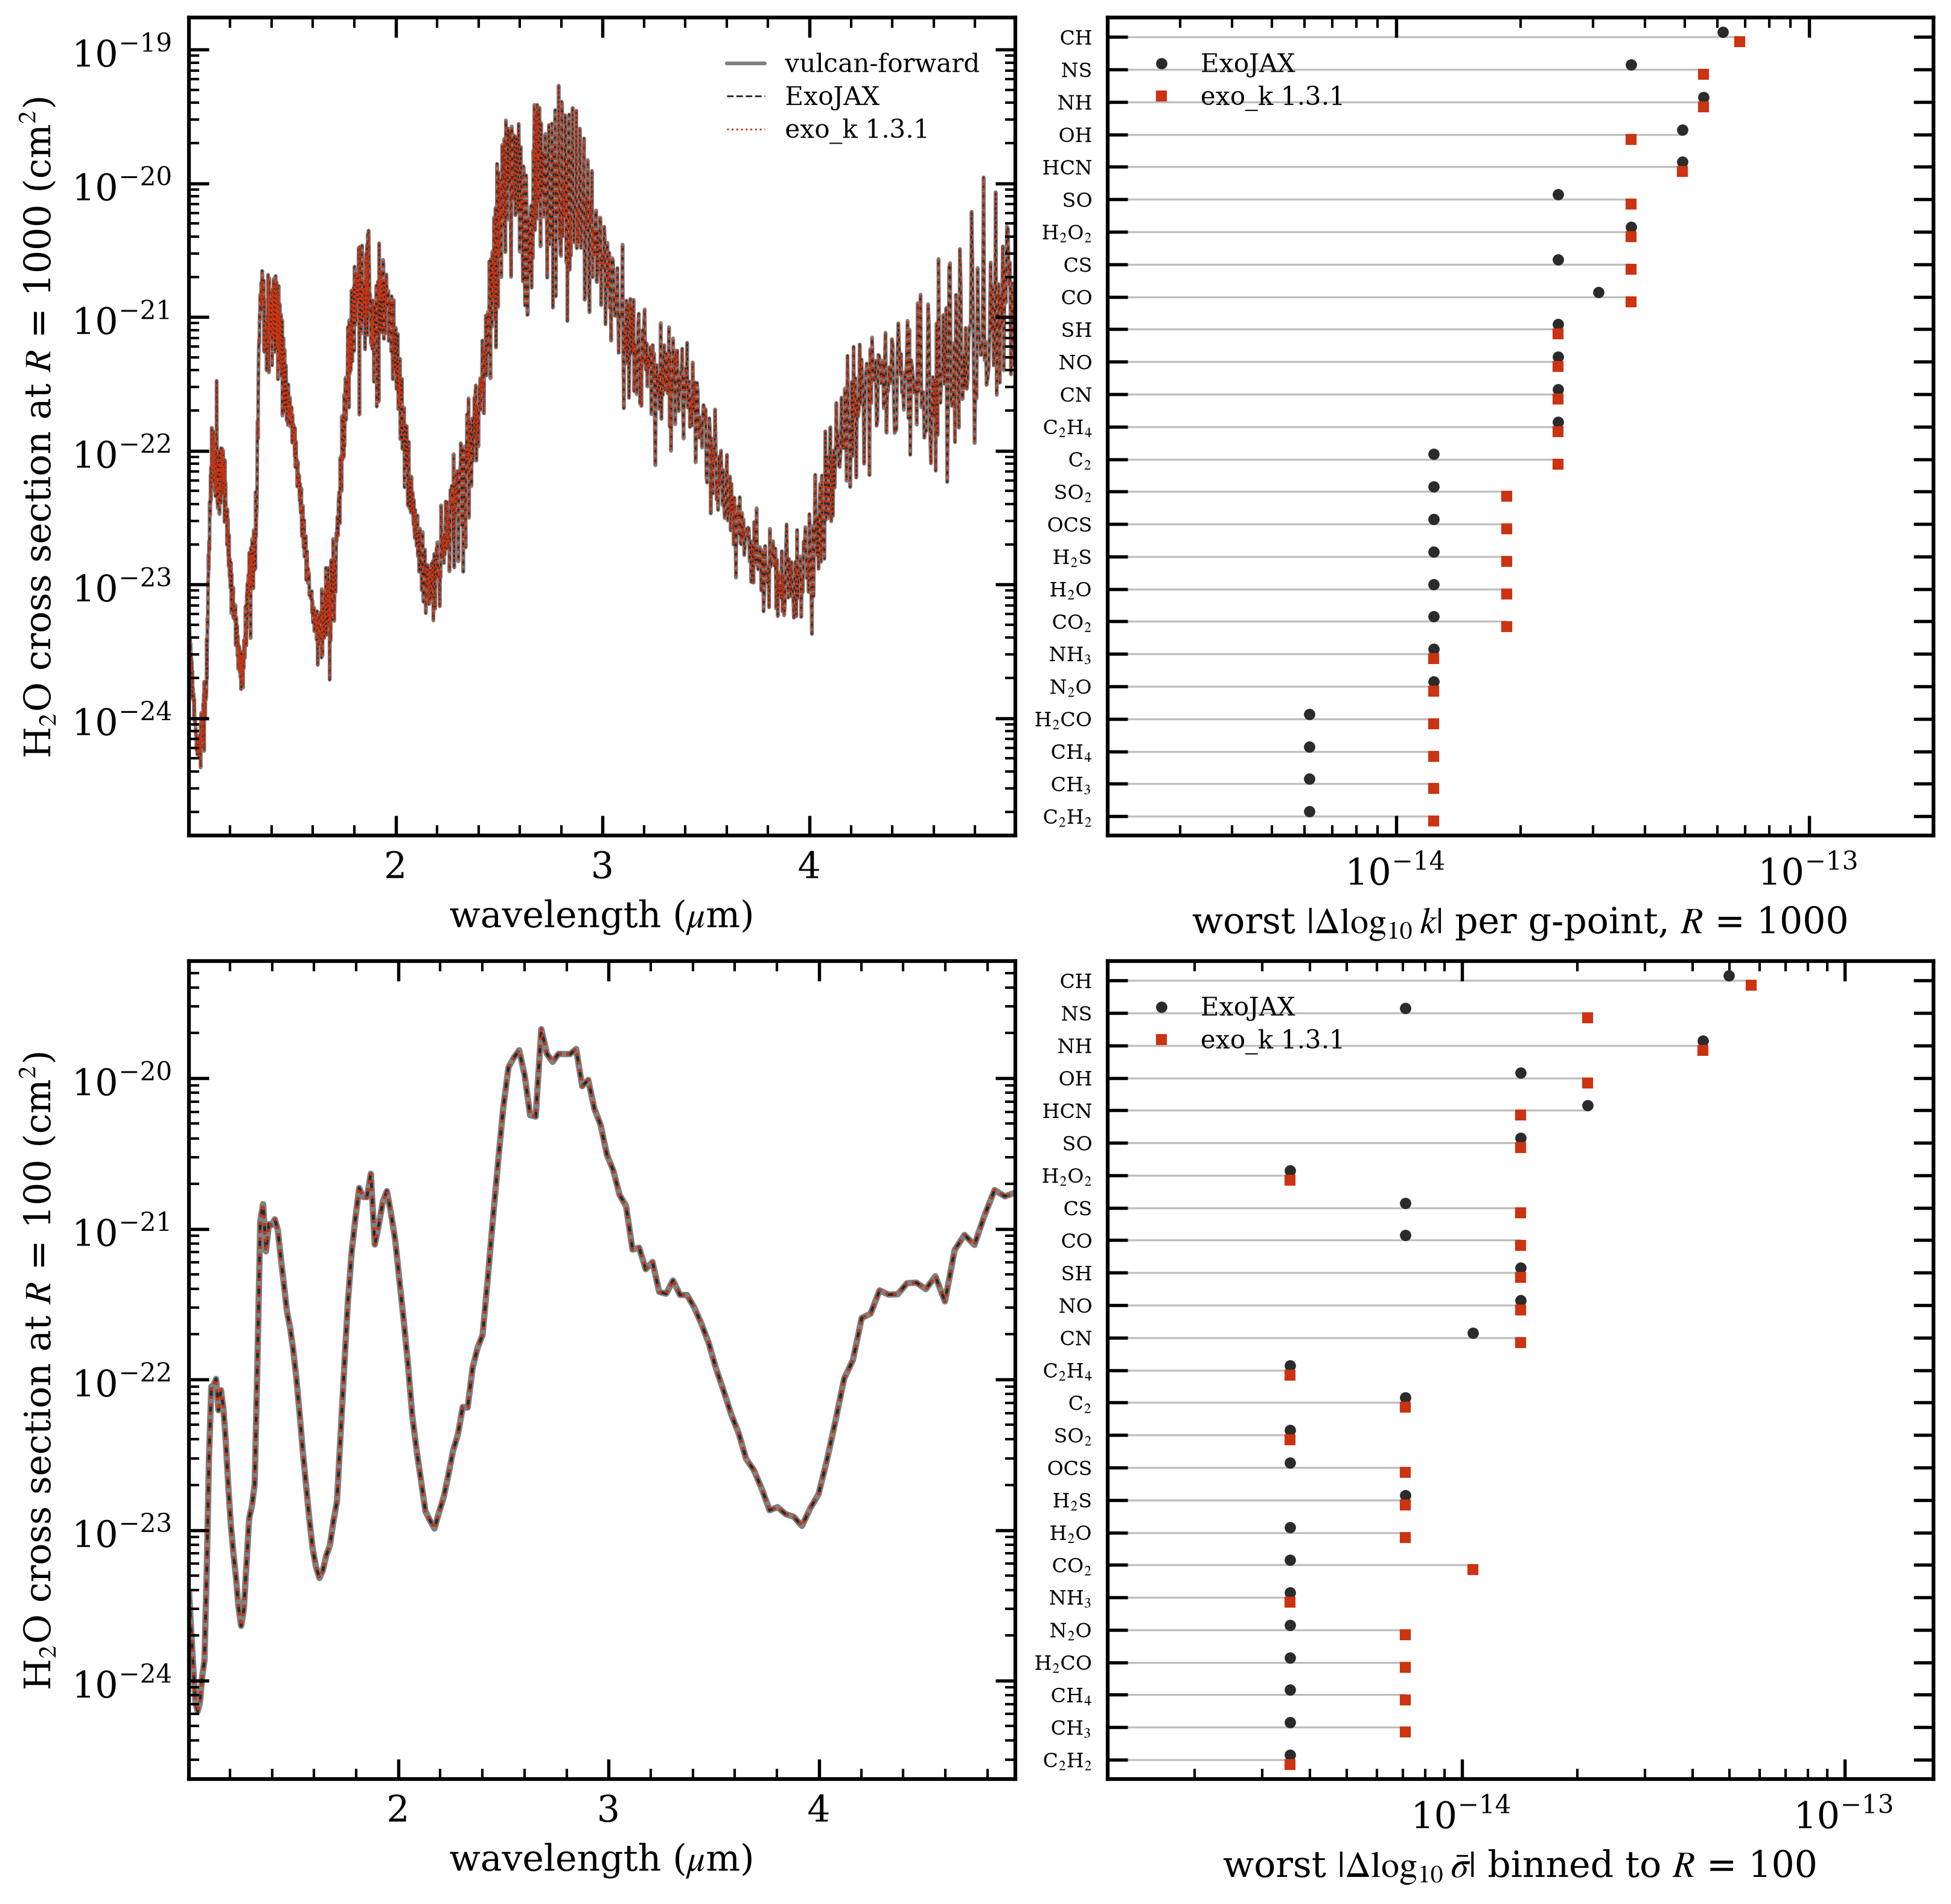 H₂O cross section at R = 1000 (cm²)
10⁻¹⁹
10⁻²⁰
10⁻²¹
10⁻²²
10⁻²³
10⁻²⁴
vulcan-forward
ExoJAX
exo_k 1.3.1
2 3 4
wavelength (μm)
CH
NS
NH
OH
HCN
SO
H₂O₂
CS
CO
SH
NO
CN
C₂H₄
C₂
SO₂
OCS
H₂S
H₂O
CO₂
NH₃
N₂O
H₂CO
CH₄
CH₃
C₂H₂
ExoJAX
exo_k 1.3.1
10⁻¹⁴ 10⁻¹³
worst |Δlog₁₀ k| per g-point, R = 1000
H₂O cross section at R = 100 (cm²)
10⁻²⁰
10⁻²¹
10⁻²²
10⁻²³
10⁻²⁴
2 3 4
wavelength (μm)
CH
NS
NH
OH
HCN
SO
H₂O₂
CS
CO
SH
NO
CN
C₂H₄
C₂
SO₂
OCS
H₂S
H₂O
CO₂
NH₃
N₂O
H₂CO
CH₄
CH₃
C₂H₂
ExoJAX
exo_k 1.3.1
10⁻¹⁴ 10⁻¹³
worst |Δlog₁₀ σ̄| binned to R = 100